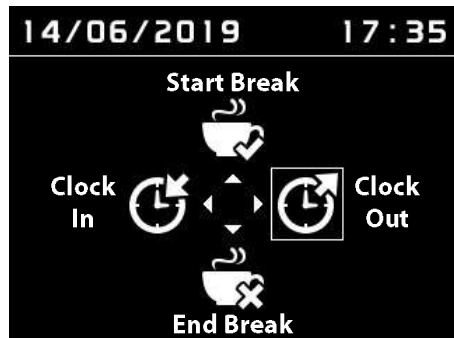 14/06/2019 17:35
Start Break
Clock In
Clock Out
End Break